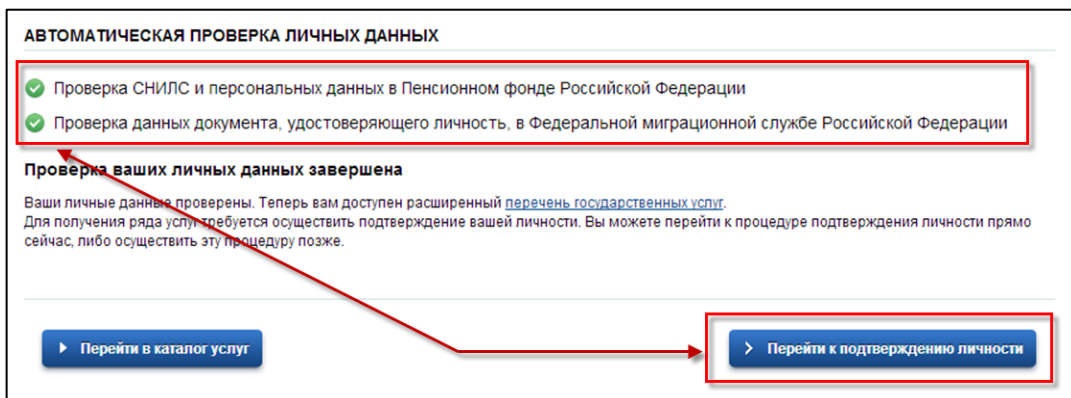 АВТОМАТИЧЕСКАЯ ПРОВЕРКА ЛИЧНЫХ ДАННЫХ
Проверка СНИЛС и персональных данных в Пенсионном фонде Российской Федерации
Проверка данных документа, удостоверяющего личность, в Федеральной миграционной службе Российской Федерации
Проверка ваших личных данных завершена
Ваши личные данные проверены. Теперь вам доступен расширенный перечень государственных услуг.
Для получения ряда услуг требуется осуществить подтверждение вашей личности. Вы можете перейти к процедуре подтверждения личности прямо
сейчас, либо осуществить эту процедуру позже.
Перейти в каталог услуг
Перейти к подтверждению личности